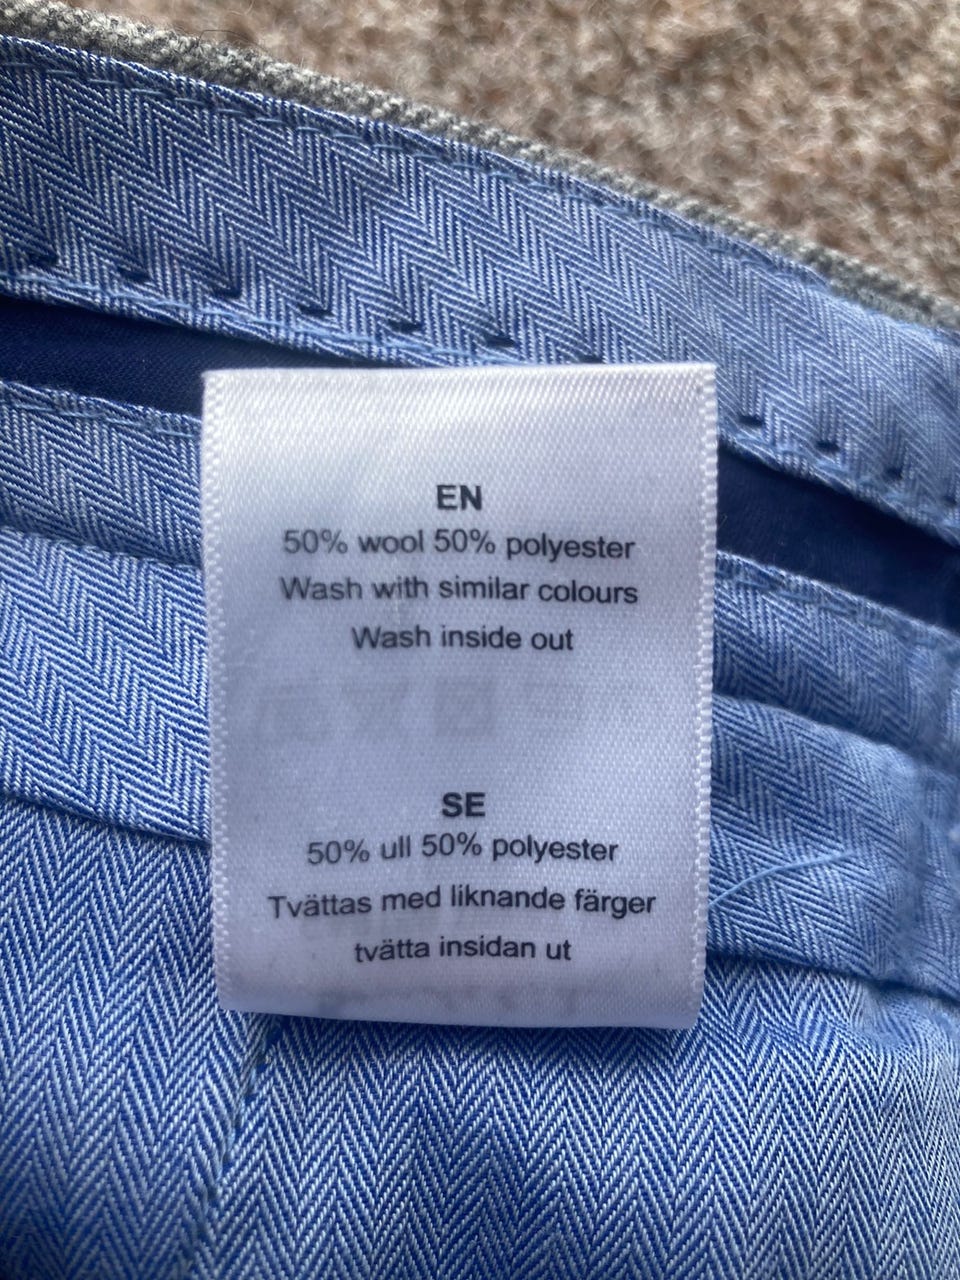 EN
50% wool 50% polyester
Wash with similar colours
Wash inside out
SE
50% ull 50% polyester
Tvättas med liknande färger
tvätta insidan ut